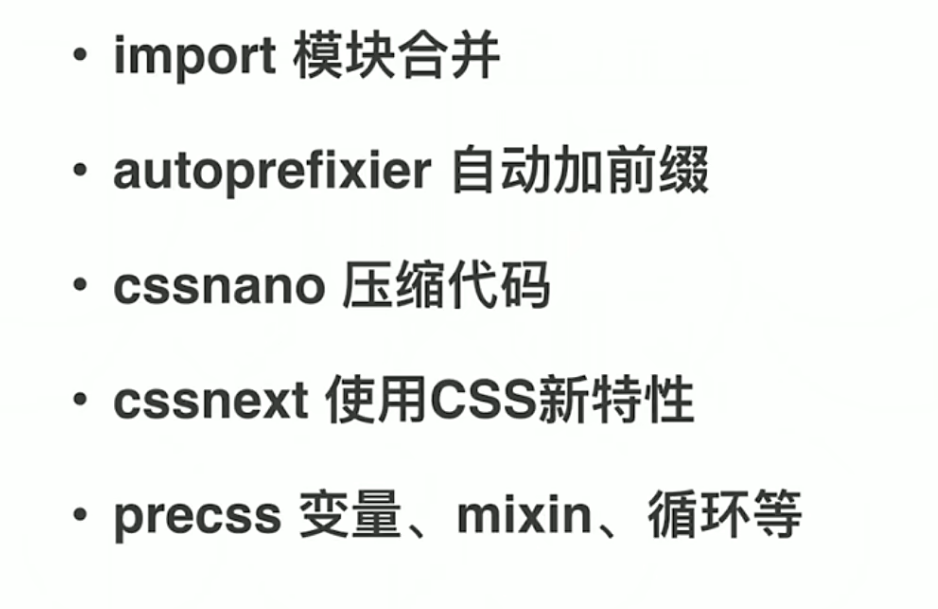 • import 模块合并
• autoprefixier 自动加前缀
• cssnano 压缩代码
• cssnext 使用CSS新特性
• precss 变量、mixin、循环等